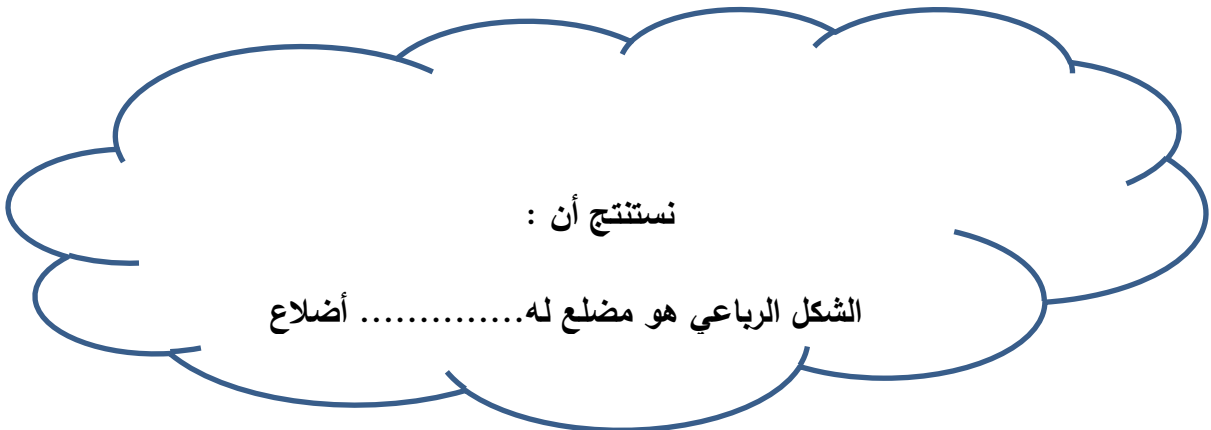 نستنتج أن :
الشكل الرباعي هو مضلع له.............. أضلاع